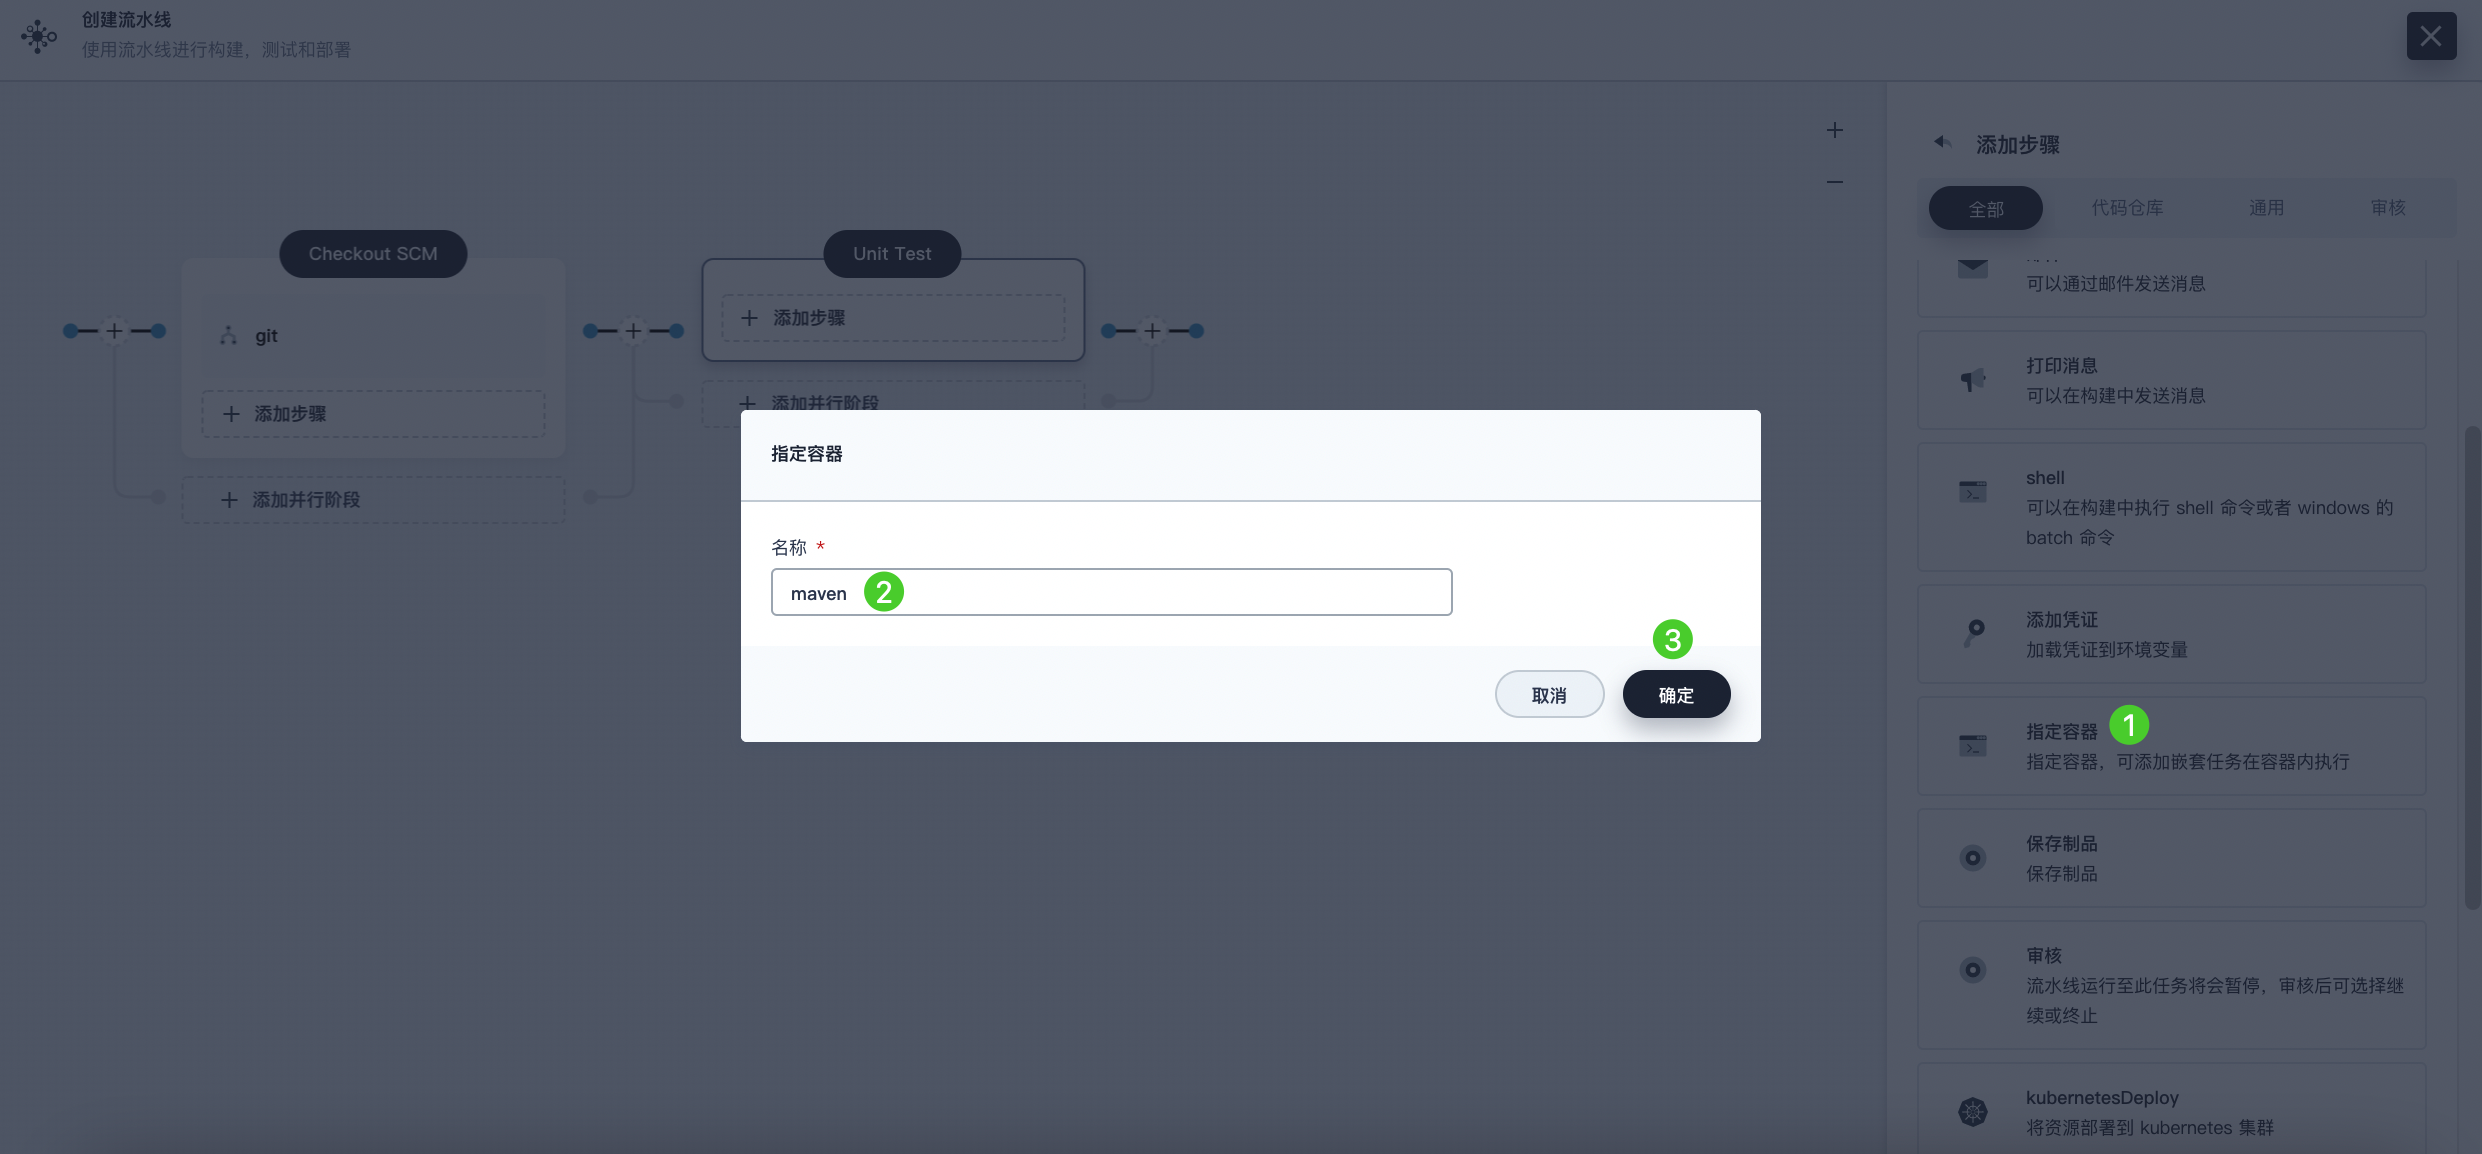 创建流水线
使用流水线进行构建，测试和部署
Checkout SCM
git
添加步骤
添加并行阶段
Unit Test
添加步骤
添加并行阶段
指定容器
名称 *
maven 2
3
取消
确定
添加步骤
全部
代码仓库
通用
审核
可以通过邮件发送消息
打印消息
可以在构建中发送消息
shell
可以在构建中执行 shell 命令或者 windows 的
batch 命令
添加凭证
加载凭证到环境变量
指定容器 1
指定容器，可添加嵌套任务在容器内执行
保存制品
保存制品
审核
流水线运行至此任务将会暂停，审核后可选择继
续或终止
kubernetesDeploy
将资源部署到 kubernetes 集群